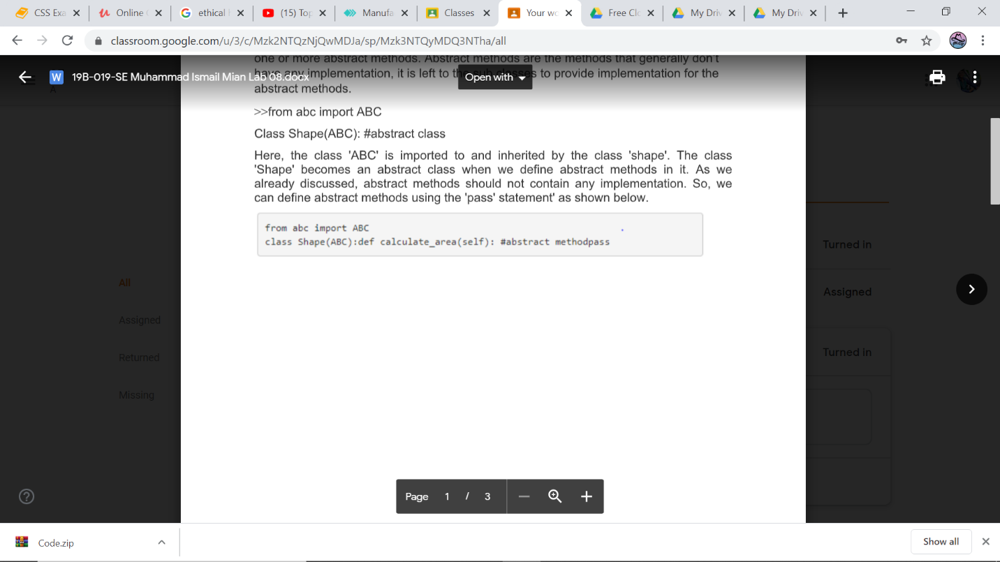 CSS Exa
Online C
ethical h
(15) Top
Manufa
Classes
Your wo
Free Clo
My Driv
My Driv
classroom.google.com/u/3/c/Mzk2NTQzNjQwMDJa/sp/Mzk3NTQyMDQ3NTha/all
one or more abstract methods. Abstract methods are the methods that generally don't
have any implementation, it is left to the sub classes to provide implementation for the
abstract methods.
W 19B-019-SE Muhammad Ismail Mian Lab 08.docx
Open with
A
>>from abc import ABC
Class Shape(ABC): #abstract class
Here, the class 'ABC' is imported to and inherited by the class 'shape'. The class
'Shape' becomes an abstract class when we define abstract methods in it. As we
already discussed, abstract methods should not contain any implementation. So, we
can define abstract methods using the 'pass' statement' as shown below.
from abc import ABC
class Shape(ABC):def calculate_area(self): #abstract methodpass
Turned in
All
Assigned
Assigned
Returned
Turned in
Missing
Page 1 / 3
Code.zip
Show all